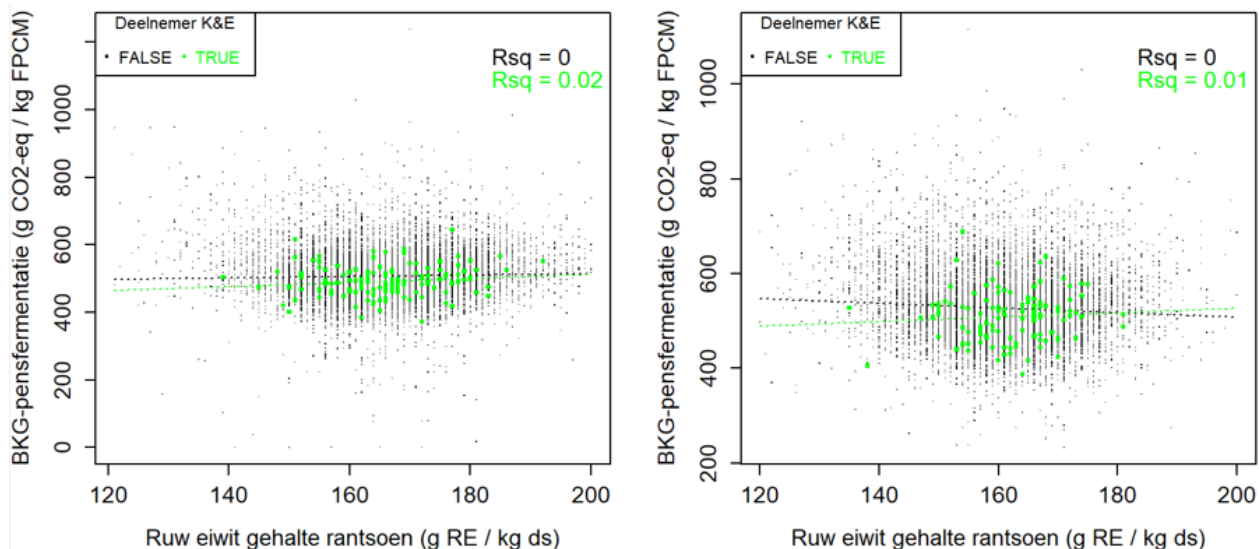 BKG-pensfermentatie (g CO2-eq / kg FPCM)
Deelnemer K&E
FALSE TRUE
Rsq = 0
Rsq = 0.02
0 200 400 600 800 1000
120 140 160 180 200
Ruw eiwit gehalte rantsoen (g RE / kg ds)
BKG-pensfermentatie (g CO2-eq / kg FPCM)
Deelnemer K&E
FALSE TRUE
Rsq = 0
Rsq = 0.01
200 400 600 800 1000
120 140 160 180 200
Ruw eiwit gehalte rantsoen (g RE / kg ds)